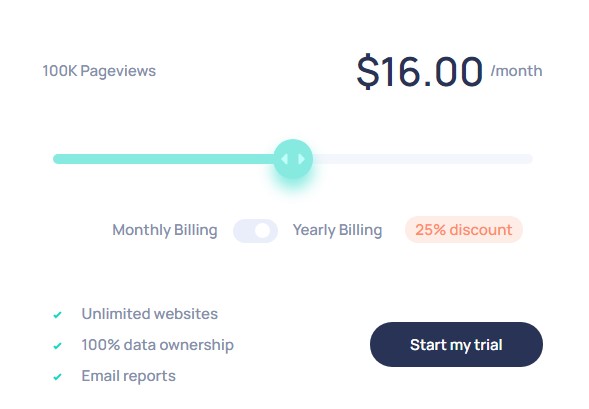 100K Pageviews
$16.00 /month
Monthly Billing
Yearly Billing
25% discount
Unlimited websites
100% data ownership
Email reports
Start my trial